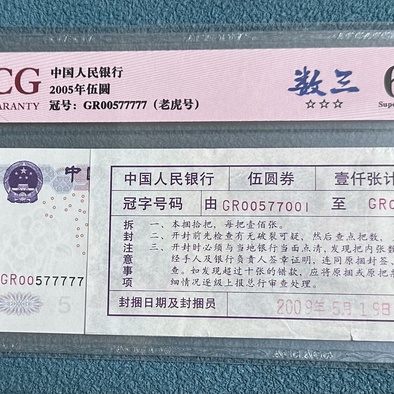 CG
中国人民银行
2005年伍圆
冠号：GR00577777（老虎号）
ARANTY
数三
☆☆☆
6
中
GR00577777
5
中国人民银行 伍圆券 壹仟张计
冠字号码 由 GR00577001 至 GR0
拆封注意事项
一、本捆拾把，每把壹佰张。
二、开封前先检查有无破裂可疑，然后查点把数，
三、开封时必须与当地银行当面点清，发现把内张数
经手人及银行负责人签章证明，连同原捆封签、
查。如发现超过十张的错款，应将原捆或原把
细情况逐级上报总行审查处理。
封捆日期及封捆员 2009年5月19日